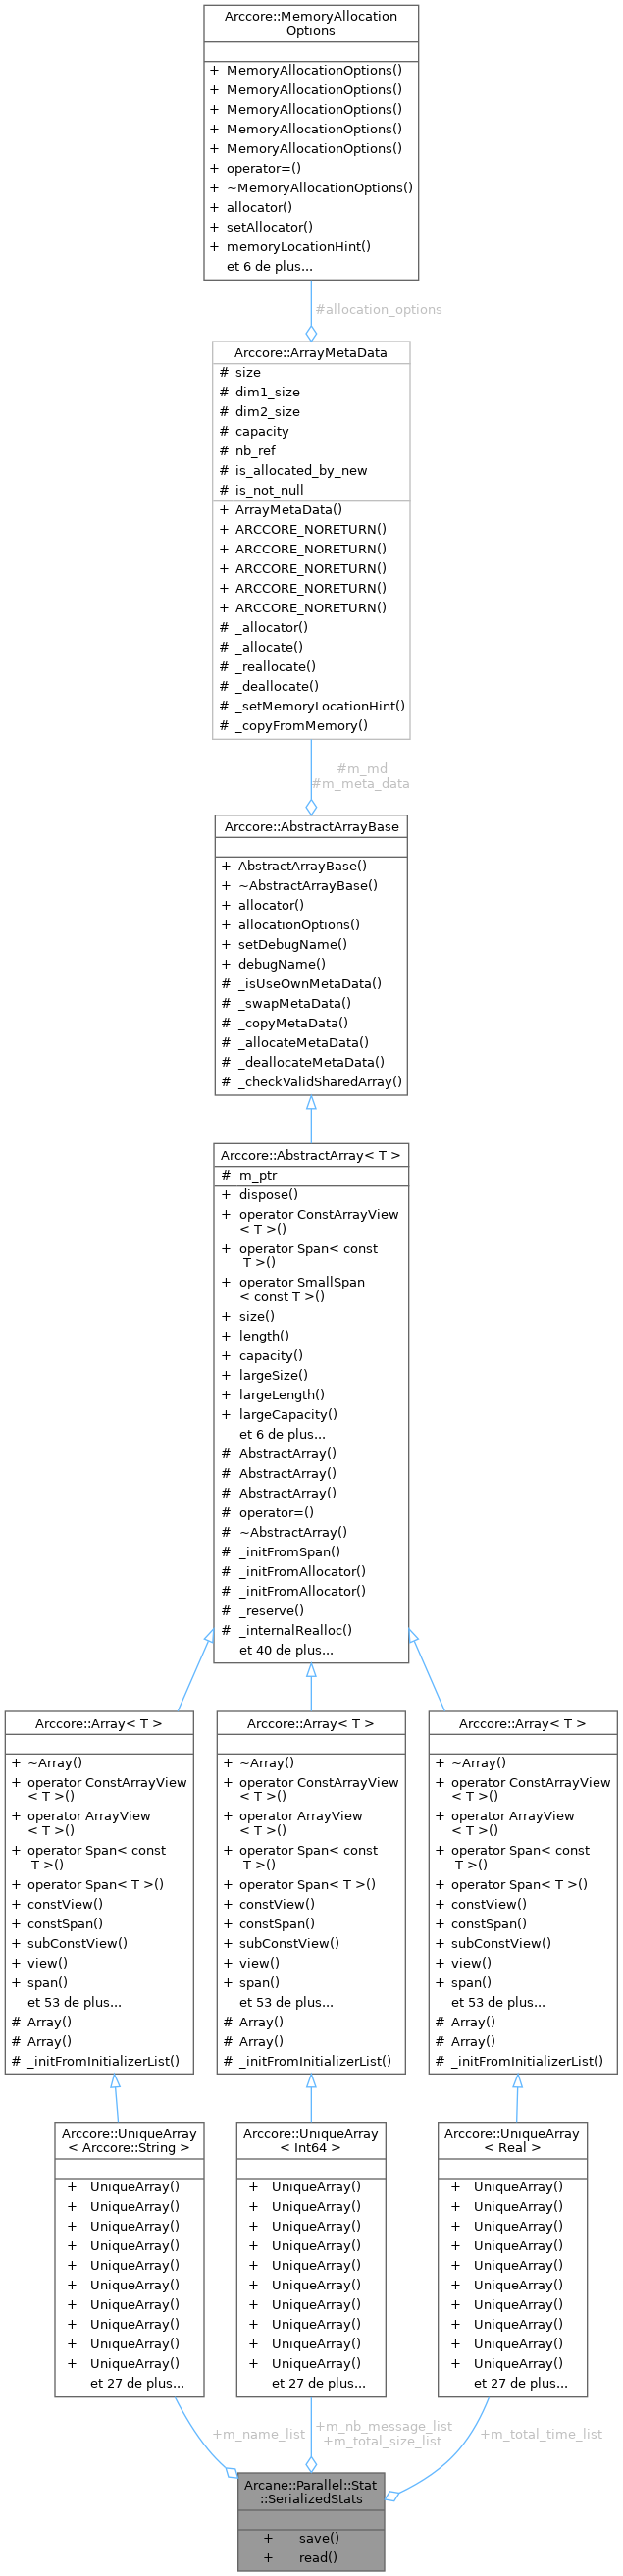 Arccore::MemoryAllocation
Options
+ MemoryAllocationOptions()
+ MemoryAllocationOptions()
+ MemoryAllocationOptions()
+ MemoryAllocationOptions()
+ MemoryAllocationOptions()
+ operator=()
+ ~MemoryAllocationOptions()
+ allocator()
+ setAllocator()
+ memoryLocationHint()
et 6 de plus...
#allocation_options
Arccore::ArrayMetaData
# size
# dim1_size
# dim2_size
# capacity
# nb_ref
# is_allocated_by_new
# is_not_null
+ ArrayMetaData()
+ ARCCORE_NORETURN()
+ ARCCORE_NORETURN()
+ ARCCORE_NORETURN()
+ ARCCORE_NORETURN()
+ ARCCORE_NORETURN()
# _allocator()
# _allocate()
# _reallocate()
# _deallocate()
# _setMemoryLocationHint()
# _copyFromMemory()
#m_md
#m_meta_data
Arccore::AbstractArrayBase
+ AbstractArrayBase()
+ ~AbstractArrayBase()
+ allocator()
+ allocationOptions()
+ setDebugName()
+ debugName()
# _isUseOwnMetaData()
# _swapMetaData()
# _copyMetaData()
# _allocateMetaData()
# _deallocateMetaData()
# _checkValidSharedArray()
Arccore::AbstractArray< T >
# m_ptr
+ dispose()
+ operator ConstArrayView
< T >()
+ operator Span< const
T >()
+ operator SmallSpan
< const T >()
+ size()
+ length()
+ capacity()
+ largeSize()
+ largeLength()
+ largeCapacity()
et 6 de plus...
# AbstractArray()
# AbstractArray()
# AbstractArray()
# operator=()
# ~AbstractArray()
# _initFromSpan()
# _initFromAllocator()
# _initFromAllocator()
# _reserve()
# _internalRealloc()
et 40 de plus...
Arccore::Array< T >
+ ~Array()
+ operator ConstArrayView
< T >()
+ operator ArrayView
< T >()
+ operator Span< const
T >()
+ operator Span< T >()
+ constView()
+ constSpan()
+ subConstView()
+ view()
+ span()
et 53 de plus...
# Array()
# Array()
# _initFromInitializerList()
Arccore::Array< T >
+ ~Array()
+ operator ConstArrayView
< T >()
+ operator ArrayView
< T >()
+ operator Span< const
T >()
+ operator Span< T >()
+ constView()
+ constSpan()
+ subConstView()
+ view()
+ span()
et 53 de plus...
# Array()
# Array()
# _initFromInitializerList()
Arccore::Array< T >
+ ~Array()
+ operator ConstArrayView
< T >()
+ operator ArrayView
< T >()
+ operator Span< const
T >()
+ operator Span< T >()
+ constView()
+ constSpan()
+ subConstView()
+ view()
+ span()
et 53 de plus...
# Array()
# Array()
# _initFromInitializerList()
Arccore::UniqueArray
< Arccore::String >
+ UniqueArray()
+ UniqueArray()
+ UniqueArray()
+ UniqueArray()
+ UniqueArray()
+ UniqueArray()
+ UniqueArray()
+ UniqueArray()
+ UniqueArray()
+ UniqueArray()
et 27 de plus...
Arccore::UniqueArray
< Int64 >
+ UniqueArray()
+ UniqueArray()
+ UniqueArray()
+ UniqueArray()
+ UniqueArray()
+ UniqueArray()
+ UniqueArray()
+ UniqueArray()
+ UniqueArray()
+ UniqueArray()
et 27 de plus...
Arccore::UniqueArray
< Real >
+ UniqueArray()
+ UniqueArray()
+ UniqueArray()
+ UniqueArray()
+ UniqueArray()
+ UniqueArray()
+ UniqueArray()
+ UniqueArray()
+ UniqueArray()
+ UniqueArray()
et 27 de plus...
+m_name_list
+m_nb_message_list
+m_total_size_list
+m_total_time_list
Arcane::Parallel::Stat
::SerializedStats
+ save()
+ read()